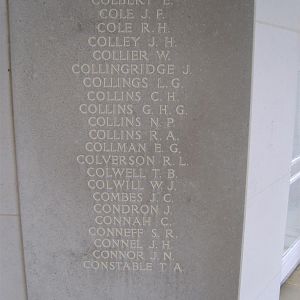 COLBERT E.
COLE J. F.
COLE R. H.
COLLEY J. H.
COLLIER W.
COLLINGRIDGE J.
COLLINGS L. G.
COLLINS C. H.
COLLINS G. H. G.
COLLINS N. P.
COLLINS R. A.
COLLMAN E. G.
COLVERSON R. L.
COLWELL T. B.
COLWILL W. J.
COMBES J. C.
CONDRON J.
CONNAH C.
CONNEFF S. R.
CONNEL J. H.
CONNOR J. N.
CONSTABLE T. A.